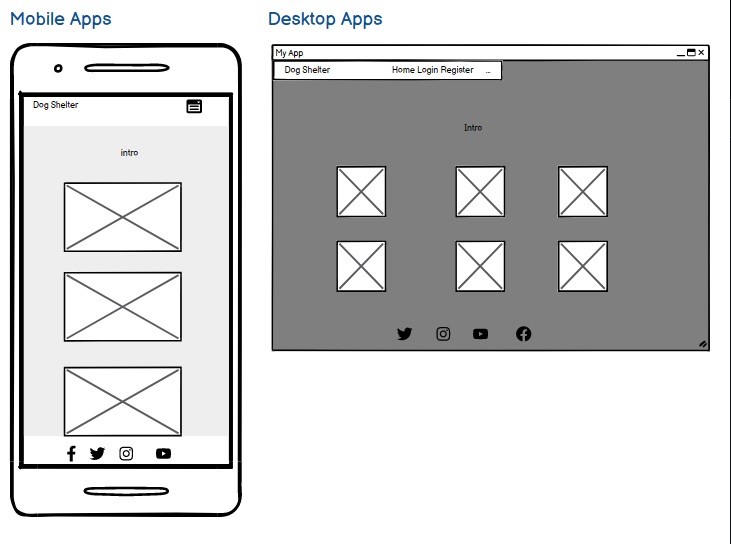 Mobile Apps
Dog Shelter
intro
Desktop Apps
My App
Dog Shelter Home Login Register ...
Intro